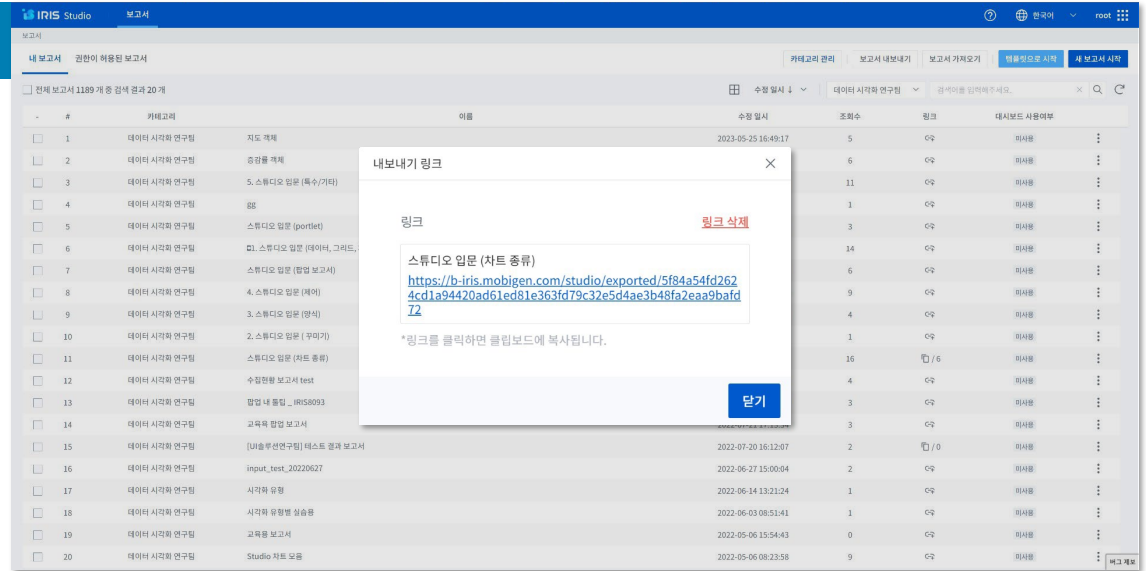 IRIS Studio 보고서 한국어 root
보고서
내 보고서 권한이 허용된 보고서 카테고리 관리 보고서 내보내기 보고서 가져오기 템플릿으로 시작 새 보고서 시작
전체 보고서 1189 개 중 검색 결과 20 개 수정 일시 ↓ 데이터 시각화 연구팀 검색어를 입력해주세요.
# 카테고리 이름 수정 일시 조회수 링크 대시보드 사용여부
1 데이터 시각화 연구팀 지도 객체 2023-05-25 16:49:17 5 미사용
2 데이터 시각화 연구팀 증감률 객체 6 미사용
3 데이터 시각화 연구팀 5. 스튜디오 입문 (특수/기타) 11 미사용
4 데이터 시각화 연구팀 gg 1 미사용
5 데이터 시각화 연구팀 스튜디오 입문 (portlet) 3 미사용
6 데이터 시각화 연구팀 1. 스튜디오 입문 (데이터, 그리드, 14 미사용
7 데이터 시각화 연구팀 스튜디오 입문 (팝업 보고서) 6 미사용
8 데이터 시각화 연구팀 4. 스튜디오 입문 (제어) 9 미사용
9 데이터 시각화 연구팀 3. 스튜디오 입문 (양식) 4 미사용
10 데이터 시각화 연구팀 2. 스튜디오 입문 ( 꾸미기) 1 미사용
11 데이터 시각화 연구팀 스튜디오 입문 (차트 종류) 16 / 6 미사용
12 데이터 시각화 연구팀 수집현황 보고서 test 4 미사용
13 데이터 시각화 연구팀 팝업 내 툴팁 _ IRIS8093 3 미사용
14 데이터 시각화 연구팀 교육용 팝업 보고서 3 미사용
15 데이터 시각화 연구팀 [UI솔루션연구팀] 테스트 결과 보고서 2022-07-20 16:12:07 2 / 0 미사용
16 데이터 시각화 연구팀 input_test_20220627 2022-06-27 15:00:04 2 미사용
17 데이터 시각화 연구팀 시각화 유형 2022-06-14 13:21:24 1 미사용
18 데이터 시각화 연구팀 시각화 유형별 실습용 2022-06-03 08:51:41 1 미사용
19 데이터 시각화 연구팀 교육용 보고서 2022-05-06 15:54:43 0 미사용
20 데이터 시각화 연구팀 Studio 차트 모음 2022-05-06 08:23:58 9 미사용
버그 제보
내보내기 링크
링크 링크 삭제
스튜디오 입문 (차트 종류)
https://b-iris.mobigen.com/studio/exported/5f84a54fd262
4cd1a94420ad61ed81e363fd79c32e5d4ae3b48fa2eaa9bafd
72
*링크를 클릭하면 클립보드에 복사됩니다.
닫기